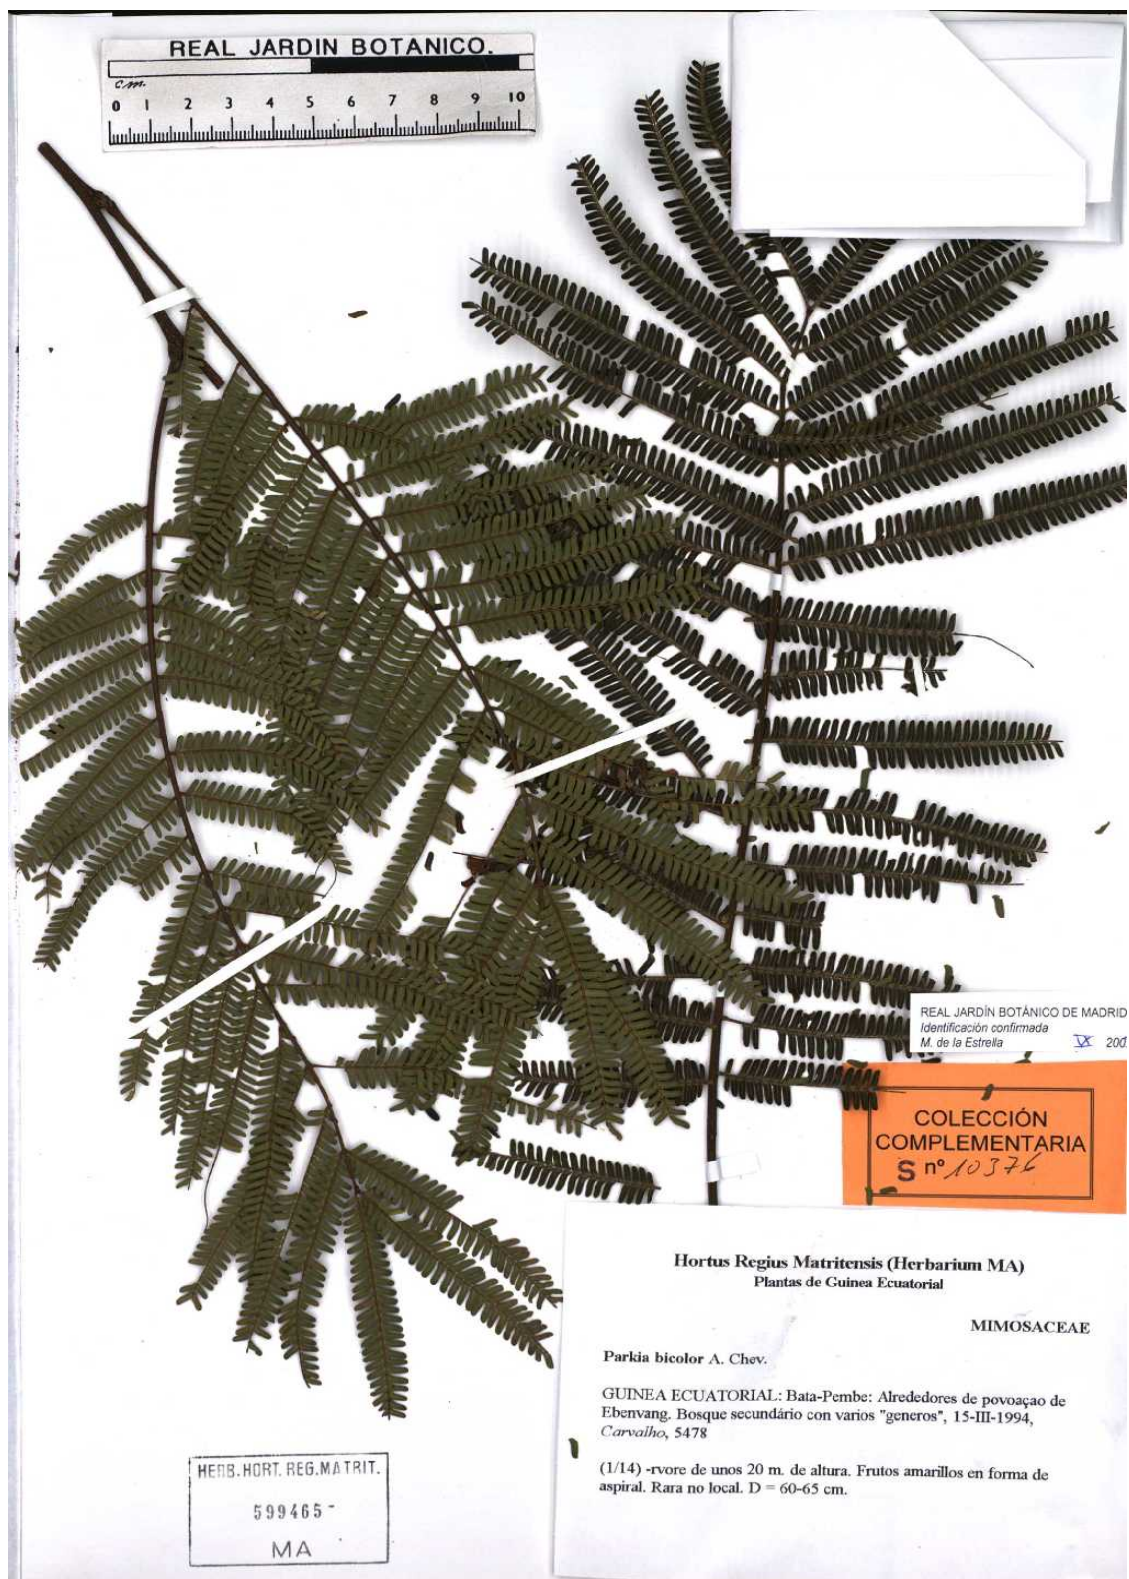 REAL JARDIN BOTANICO.
cm.
0 1 2 3 4 5 6 7 8 9 10
REAL JARDÍN BOTÁNICO DE MADRID
Identificación confirmada
M. de la Estrella IX 200
COLECCIÓN
COMPLEMENTARIA
S nº 10376
Hortus Regius Matritensis (Herbarium MA)
Plantas de Guinea Ecuatorial
MIMOSACEAE
Parkia bicolor A. Chev.
GUINEA ECUATORIAL: Bata-Pembe: Alrededores de povoaçao de
Ebenvang. Bosque secundário con varios "generos", 15-III-1994,
Carvalho, 5478
(1/14) -rvore de unos 20 m. de altura. Frutos amarillos en forma de
aspiral. Rara no local. D = 60-65 cm.
HERB. HORT. REG. MATRIT.
599465 -
MA